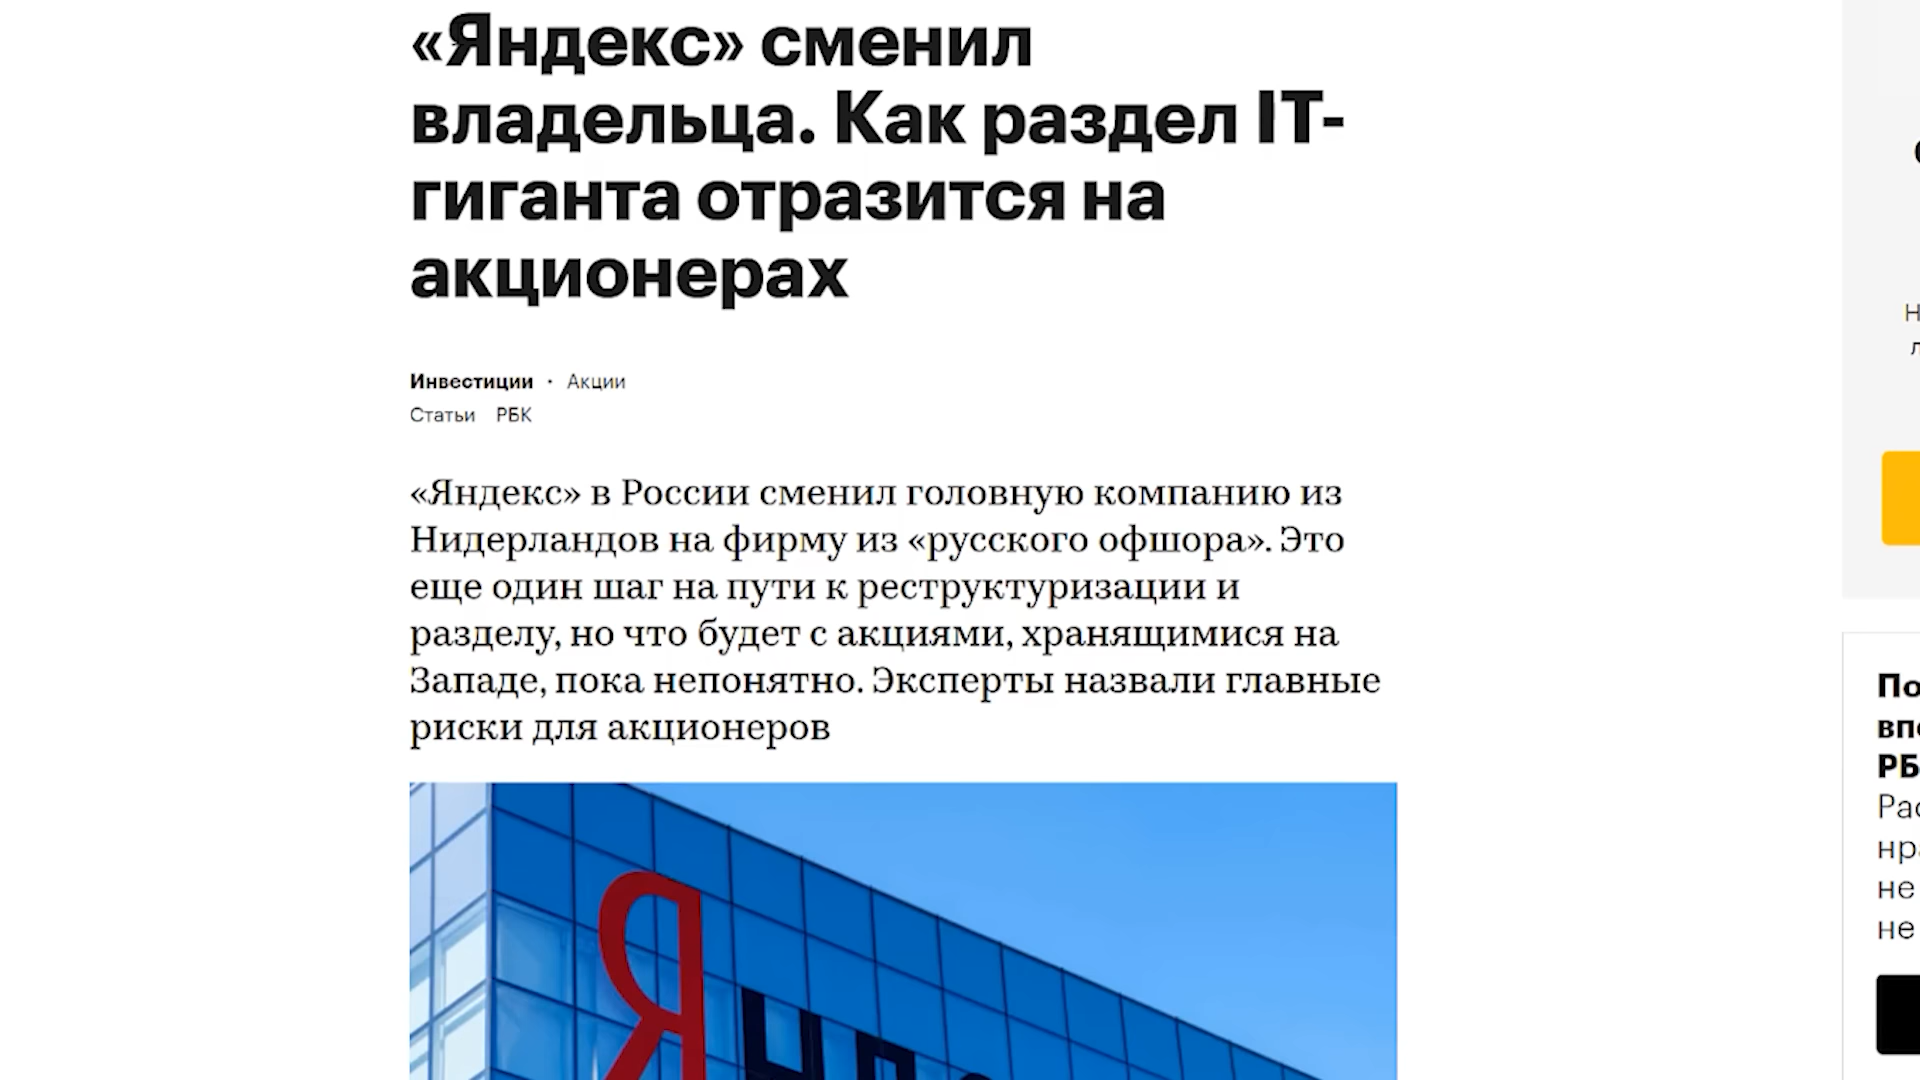 «Яндекс» сменил
владельца. Как раздел IT-
гиганта отразится на
акционерах
Инвестиции · Акции
Статьи РБК
«Яндекс» в России сменил головную компанию из
Нидерландов на фирму из «русского офшора». Это
еще один шаг на пути к реструктуризации и
разделу, но что будет с акциями, хранящимися на
Западе, пока непонятно. Эксперты назвали главные
риски для акционеров
не
не